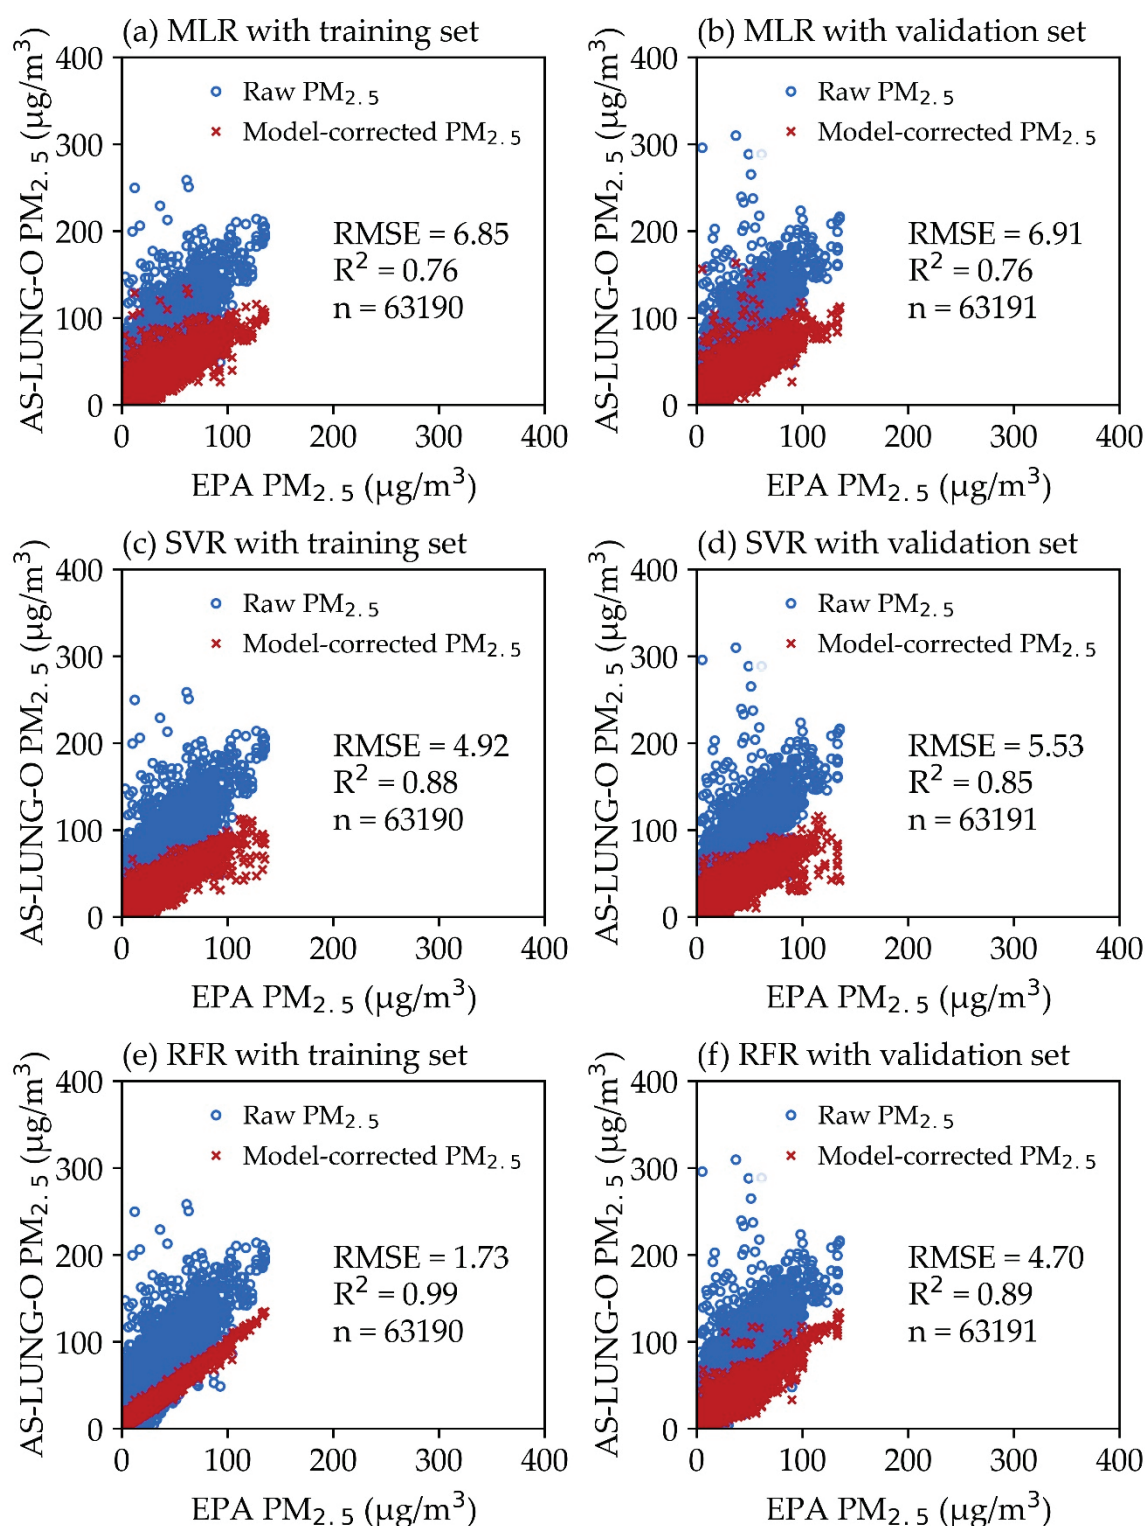 (a) MLR with training set
AS-LUNG-O PM2.5 (µg/m³)
400
300
200
100
0
Raw PM2.5
Model-corrected PM2.5
RMSE = 6.85
R² = 0.76
n = 63190
0 100 200 300 400
EPA PM2.5 (µg/m³)
(b) MLR with validation set
AS-LUNG-O PM2.5 (µg/m³)
400
300
200
100
0
Raw PM2.5
Model-corrected PM2.5
RMSE = 6.91
R² = 0.76
n = 63191
0 100 200 300 400
EPA PM2.5 (µg/m³)
(c) SVR with training set
AS-LUNG-O PM2.5 (µg/m³)
400
300
200
100
0
Raw PM2.5
Model-corrected PM2.5
RMSE = 4.92
R² = 0.88
n = 63190
0 100 200 300 400
EPA PM2.5 (µg/m³)
(d) SVR with validation set
AS-LUNG-O PM2.5 (µg/m³)
400
300
200
100
0
Raw PM2.5
Model-corrected PM2.5
RMSE = 5.53
R² = 0.85
n = 63191
0 100 200 300 400
EPA PM2.5 (µg/m³)
(e) RFR with training set
AS-LUNG-O PM2.5 (µg/m³)
400
300
200
100
0
Raw PM2.5
Model-corrected PM2.5
RMSE = 1.73
R² = 0.99
n = 63190
0 100 200 300 400
EPA PM2.5 (µg/m³)
(f) RFR with validation set
AS-LUNG-O PM2.5 (µg/m³)
400
300
200
100
0
Raw PM2.5
Model-corrected PM2.5
RMSE = 4.70
R² = 0.89
n = 63191
0 100 200 300 400
EPA PM2.5 (µg/m³)